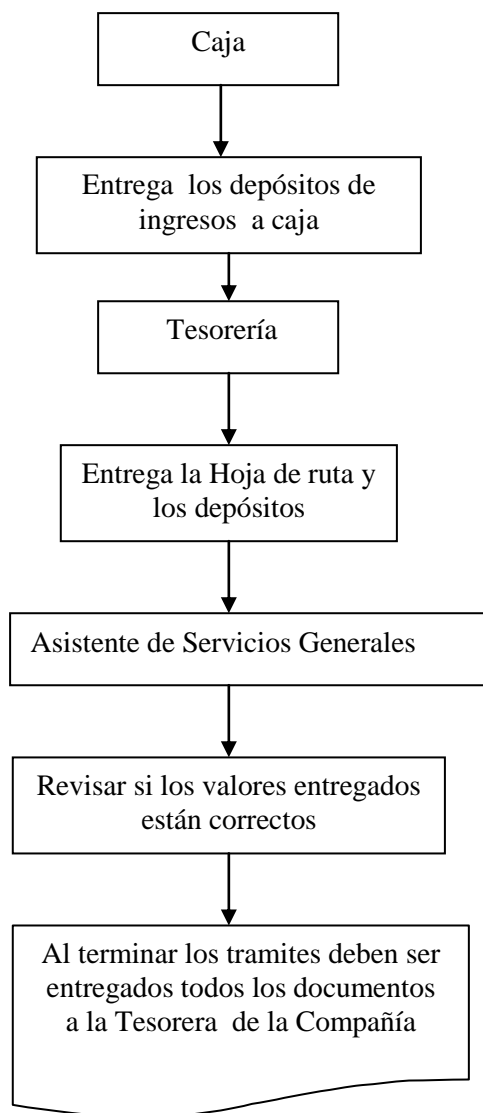 Caja
Entrega los depósitos de
ingresos a caja
Tesorería
Entrega la Hoja de ruta y
los depósitos
Asistente de Servicios Generales
Revisar si los valores entregados
están correctos
Al terminar los tramites deben ser
entregados todos los documentos
a la Tesorera de la Compañía